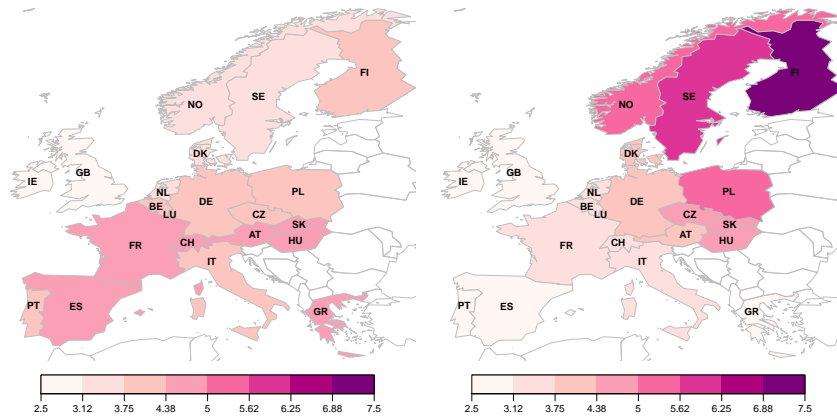 NO
SE
FI
DK
IE
GB
NL
BE
LU
DE
PL
CZ
SK
FR
CH
AT
HU
IT
PT
ES
GR
2.5 3.12 3.75 4.38 5 5.62 6.25 6.88 7.5
NO
SE
FI
DK
IE
GB
NL
BE
LU
DE
PL
CZ
SK
FR
CH
AT
HU
IT
PT
ES
GR
2.5 3.12 3.75 4.38 5 5.62 6.25 6.88 7.5